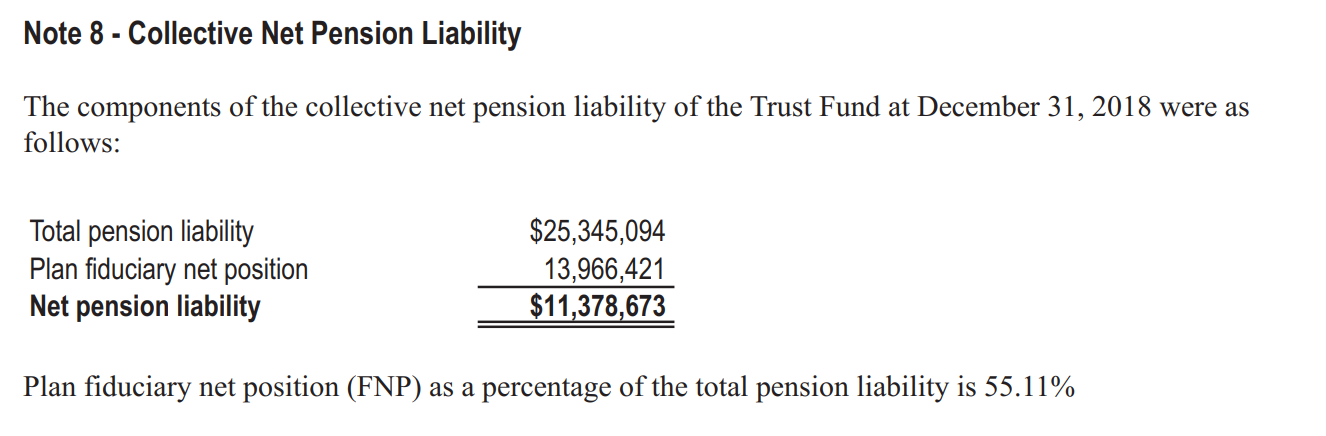 Note 8 - Collective Net Pension Liability
The components of the collective net pension liability of the Trust Fund at December 31, 2018 were as
follows:
Total pension liability $25,345,094
Plan fiduciary net position 13,966,421
Net pension liability $11,378,673
Plan fiduciary net position (FNP) as a percentage of the total pension liability is 55.11%